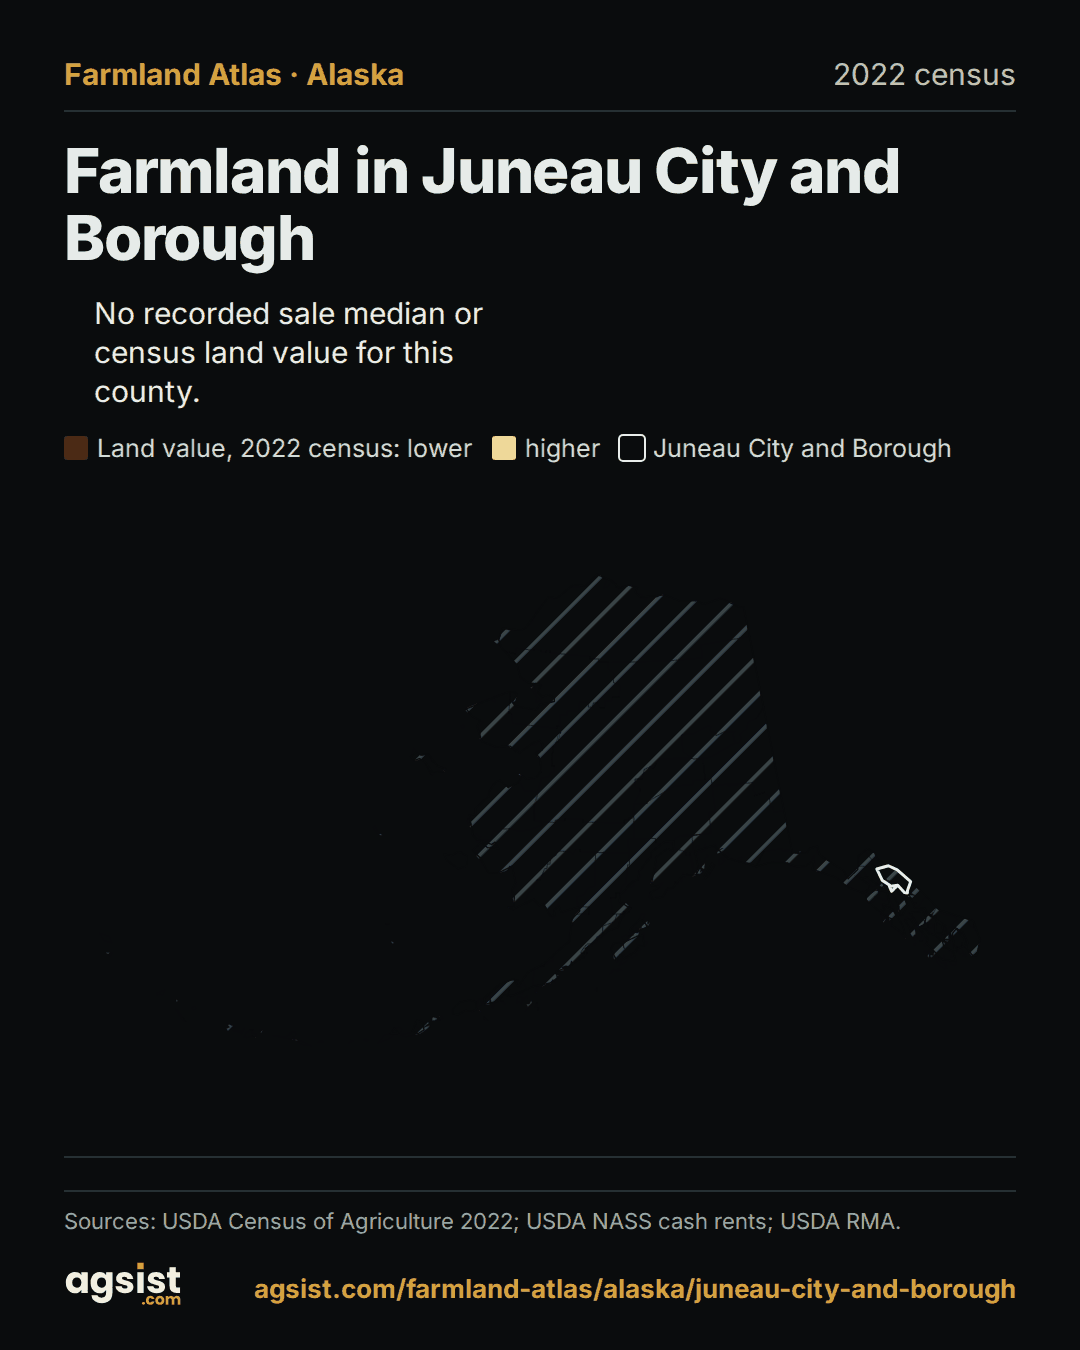 Farmland Atlas · Alaska
2022 census
Farmland in Juneau City and
Borough
No recorded sale median or
census land value for this
county.
Land value, 2022 census: lower higher Juneau City and Borough
Sources: USDA Census of Agriculture 2022; USDA NASS cash rents; USDA RMA.
agsist
.com
agsist.com/farmland-atlas/alaska/juneau-city-and-borough